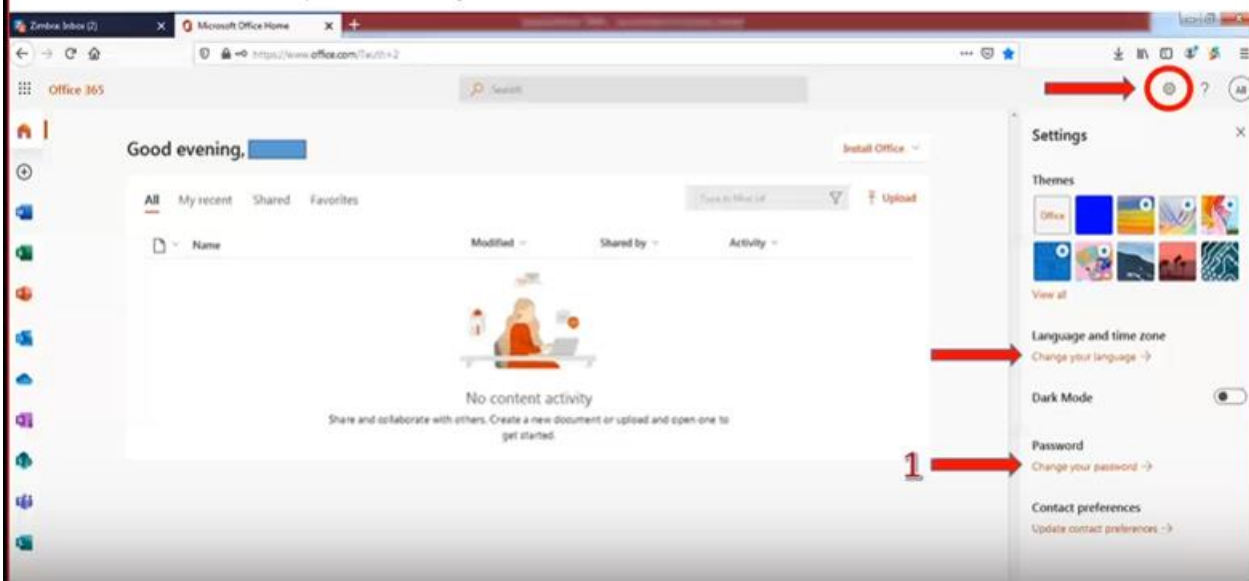 Zimbra: Inbox (2)
Microsoft Office Home
https://www.office.com/?auth=2
Office 365
Search
?
AB
Good evening,
Install Office
Settings
Themes
Office
View all
All My recent Shared Favorites
Upload
Name Modified Shared by Activity
Language and time zone
Change your language →
Dark Mode
No content activity
Share and collaborate with others. Create a new document or upload and open one to
get started.
1
Password
Change your password →
Contact preferences
Update contact preferences →